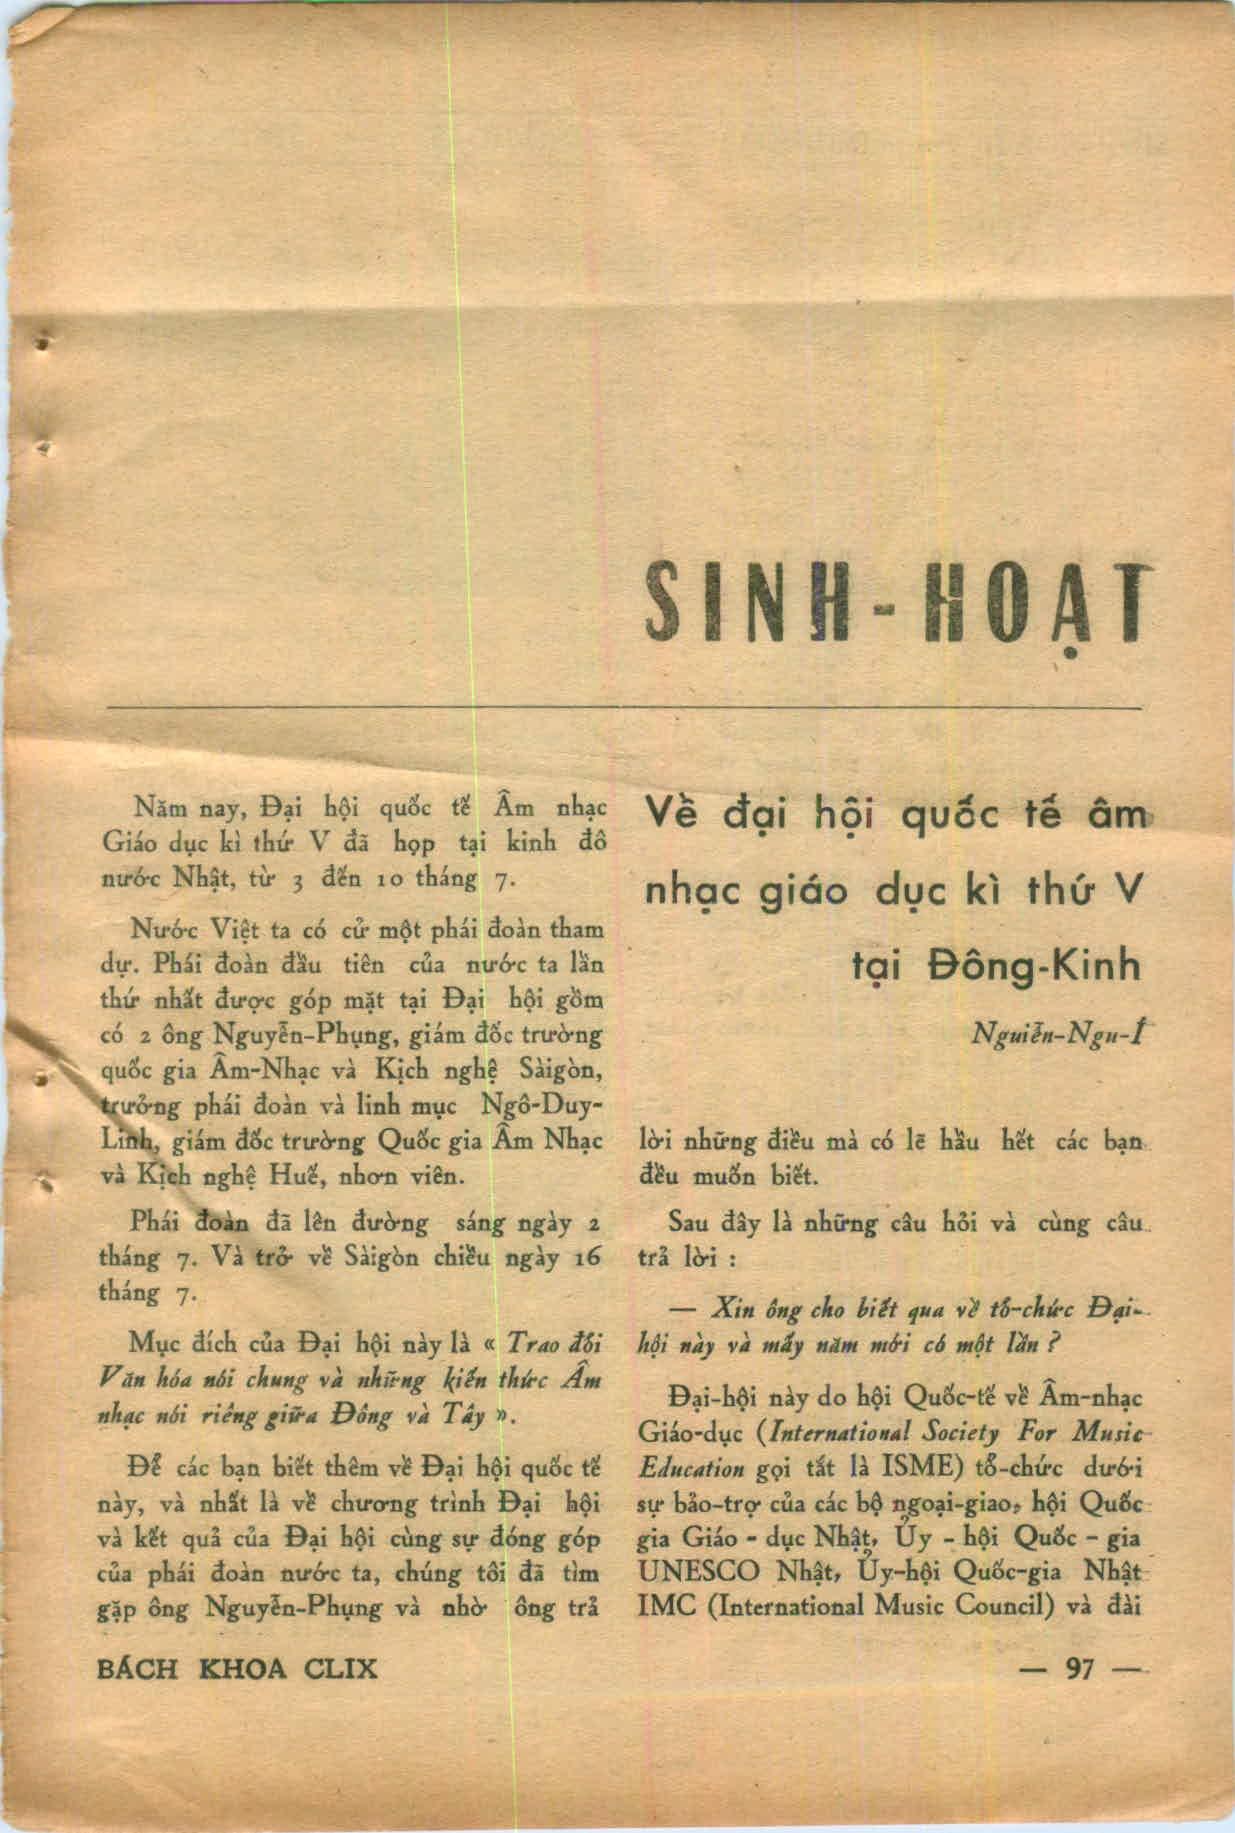 SINH-HOẠT
Về đại hội quốc tế âm
nhạc giáo dục kì thứ V
tại Đông-Kinh
Nguiễn-Ngu-Í
Năm nay, Đại hội quốc tế Âm nhạc
Giáo dục kì thứ V đã họp tại kinh đô
nước Nhật, từ 3 đến 10 tháng 7.
Nước Việt ta có cử một phái đoàn tham
dự. Phái đoàn đầu tiên của nước ta lần
thứ nhất được góp mặt tại Đại hội gồm
có 2 ông Nguyễn-Phụng, giám đốc trường
quốc gia Âm-Nhạc và Kịch nghệ Sàigòn,
trưởng phái đoàn và linh mục Ngô-Duy-
Linh, giám đốc trường Quốc gia Âm Nhạc
và Kịch nghệ Huế, nhơn viên.
Phái đoàn đã lên đường sáng ngày 2
tháng 7. Và trở về Sàigòn chiều ngày 16
tháng 7.
Mục đích của Đại hội này là « Trao đổi
Văn hóa nói chung và những kiến thức Âm
nhạc nói riêng giữa Đông và Tây ».
Để các bạn biết thêm về Đại hội quốc tế
này, và nhất là về chương trình Đại hội
và kết quả của Đại hội cùng sự đóng góp
của phái đoàn nước ta, chúng tôi đã tìm
gặp ông Nguyễn-Phụng và nhờ ông trả
lời những điều mà có lẽ hầu hết các bạn
đều muốn biết.
Sau đây là những câu hỏi và cùng câu
trả lời :
— Xin ông cho biết qua về tổ-chức Đại-
hội này và mấy năm mới có một lần ?
Đại-hội này do hội Quốc-tế về Âm-nhạc
Giáo-dục (International Society For Music
Education gọi tắt là ISME) tổ-chức dưới
sự bảo-trợ của các bộ ngoại-giao, hội Quốc
gia Giáo - dục Nhật, Ủy - hội Quốc - gia
UNESCO Nhật, Ủy-hội Quốc-gia Nhật
IMC (International Music Council) và đài
BÁCH KHOA CLIX
— 97 —